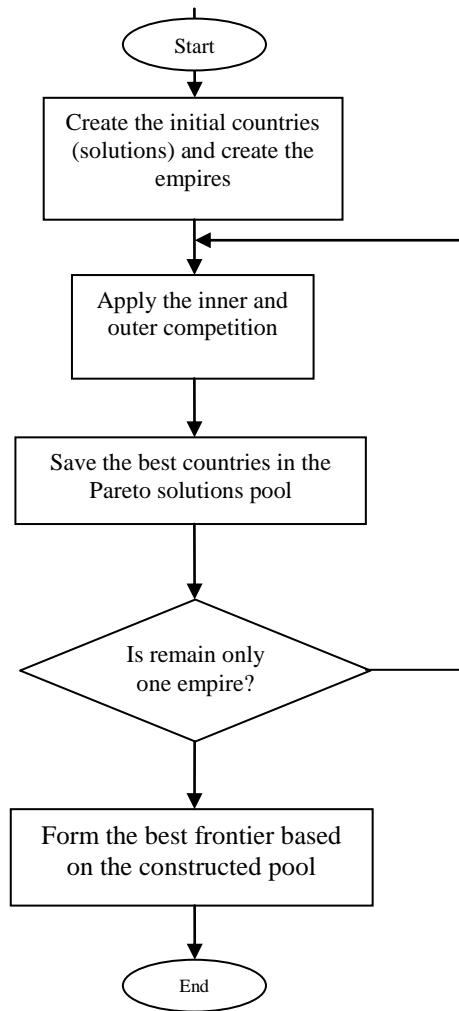 Start
Create the initial countries
(solutions) and create the
empires
Apply the inner and
outer competition
Save the best countries in the
Pareto solutions pool
Is remain only
one empire?
Form the best frontier based
on the constructed pool
End